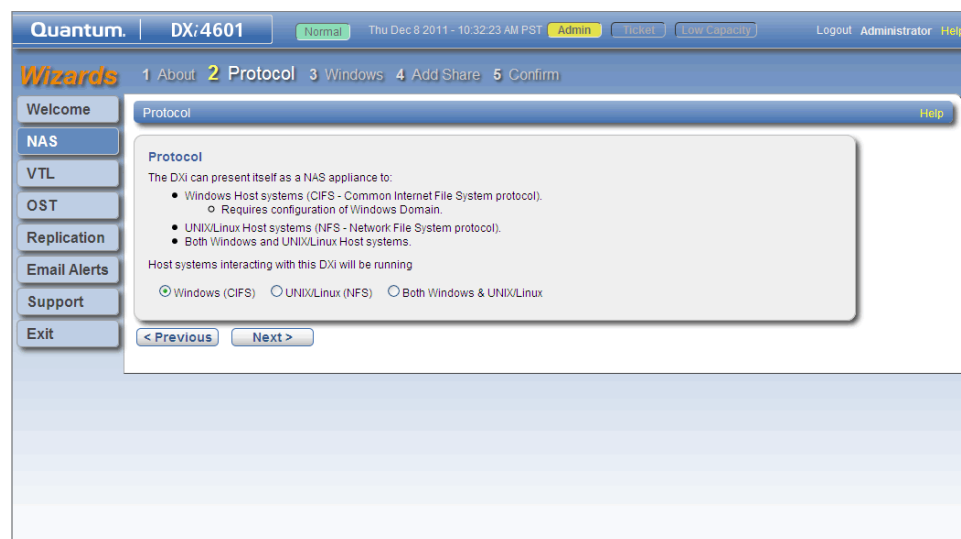 Quantum. DXi4601 Normal Thu Dec 8 2011 - 10:32:23 AM PST Admin Ticket Low Capacity Logout Administrator Help
Wizards 1 About 2 Protocol 3 Windows 4 Add Share 5 Confirm
Welcome
NAS
VTL
OST
Replication
Email Alerts
Support
Exit
Protocol Help
Protocol
The DXi can present itself as a NAS appliance to:
Windows Host systems (CIFS - Common Internet File System protocol).
Requires configuration of Windows Domain.
UNIX/Linux Host systems (NFS - Network File System protocol).
Both Windows and UNIX/Linux Host systems.
Host systems interacting with this DXi will be running
Windows (CIFS) UNIX/Linux (NFS) Both Windows & UNIX/Linux
< Previous Next >